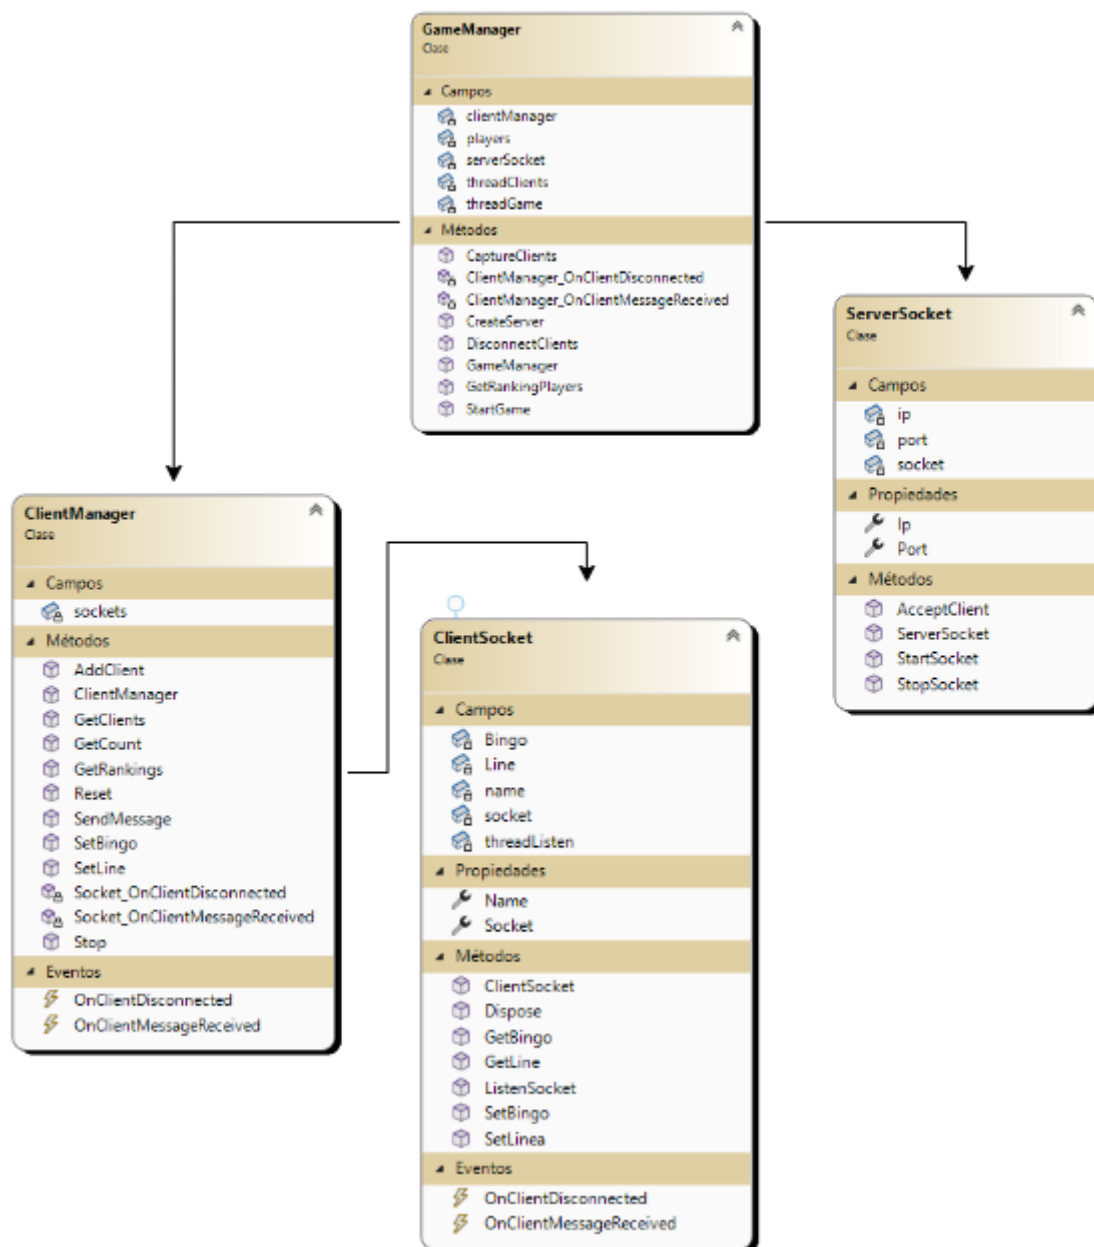 GameManager
Clase
Campos
clientManager
players
serverSocket
threadClients
threadGame
Métodos
CaptureClients
ClientManager_OnClientDisconnected
ClientManager_OnClientMessageReceived
CreateServer
DisconnectClients
GameManager
GetRankingPlayers
StartGame
ServerSocket
Clase
Campos
ip
port
socket
Propiedades
Ip
Port
Métodos
AcceptClient
ServerSocket
StartSocket
StopSocket
ClientManager
Clase
Campos
sockets
Métodos
AddClient
ClientManager
GetClients
GetCount
GetRankings
Reset
SendMessage
SetBingo
SetLine
Socket_OnClientDisconnected
Socket_OnClientMessageReceived
Stop
Eventos
OnClientDisconnected
OnClientMessageReceived
ClientSocket
Clase
Campos
Bingo
Line
name
socket
threadListen
Propiedades
Name
Socket
Métodos
ClientSocket
Dispose
GetBingo
GetLine
ListenSocket
SetBingo
SetLinea
Eventos
OnClientDisconnected
OnClientMessageReceived